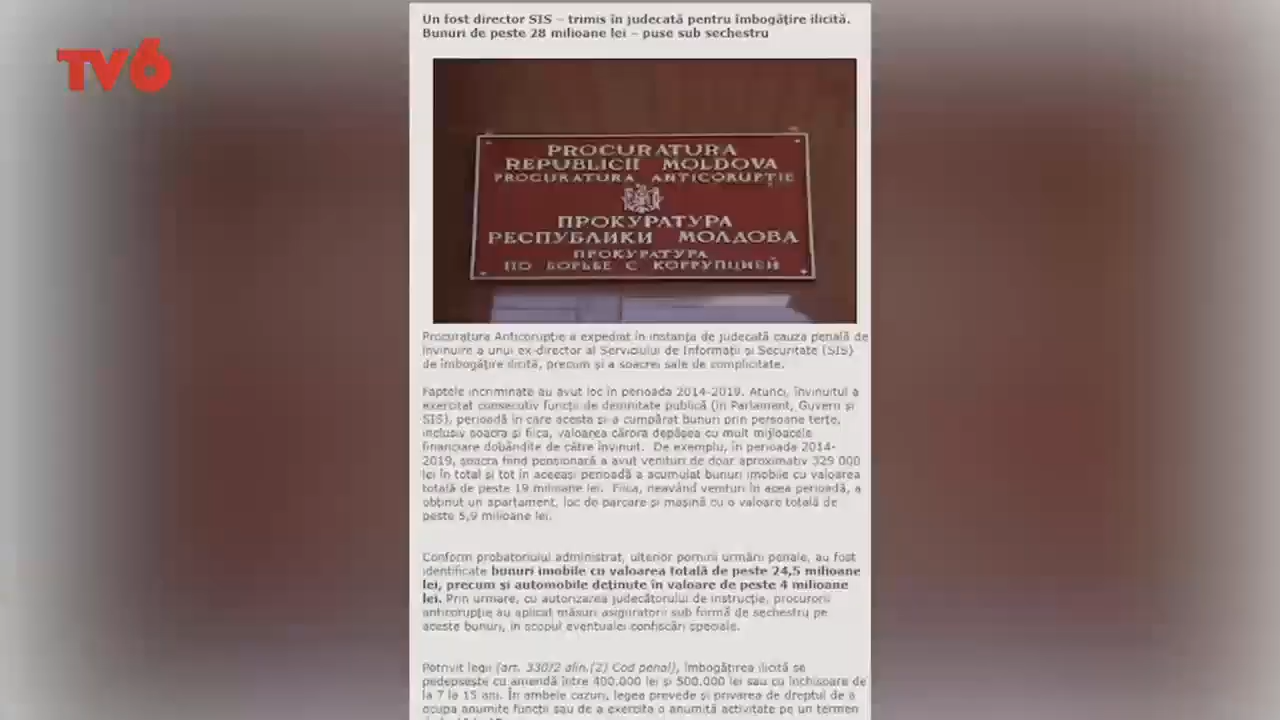 TV6
Un fost director SIS – trimis în judecată pentru îmbogățire ilicită.
Bunuri de peste 28 milioane lei – puse sub sechestru
PROCURATURA
REPUBLICII MOLDOVA
PROCURATURA ANTICORUPȚIE
ПРОКУРАТУРА
РЕСПУБЛИКИ МОЛДОВА
ПРОКУРАТУРА
ПО БОРЬБЕ С КОРРУПЦИЕЙ
Procuratura Anticorupție a expediat în instanța de judecată cauza penală de
învinuire a unui ex-director al Serviciului de Informații și Securitate (SIS)
de îmbogățire ilicită, precum și a soacrei sale de complicitate.
Faptele incriminate au avut loc în perioada 2014-2019. Atunci, învinuitul a
exercitat consecutiv funcții de demnitate publică (în Parlament, Guvern și
SIS), perioadă în care acesta și-a cumpărat bunuri prin persoane terțe,
inclusiv soacra și fiica, valoarea cărora depășea cu mult mijloacele
financiare dobândite de către învinuit. De exemplu, în perioada 2014-
2019, soacra fiind pensionară a avut venituri de doar aproximativ 329 000
lei în total și tot în aceeași perioadă a acumulat bunuri imobile cu valoarea
totală de peste 19 milioane lei. Fiica, neavând venituri în acea perioadă, a
obținut un apartament, loc de parcare și mașină cu o valoare totală de
peste 5,9 milioane lei.
Conform probatoriului administrat, ulterior pornirii urmării penale, au fost
identificate bunuri imobile cu valoarea totală de peste 24,5 milioane
lei, precum și automobile deținute în valoare de peste 4 milioane
lei. Prin urmare, cu autorizarea judecătorului de instrucție, procurorii
anticorupție au aplicat măsuri asiguratorii sub formă de sechestru pe
aceste bunuri, în scopul eventualei confiscări speciale.
Potrivit legii (art. 330/2 alin.(2) Cod penal), îmbogățirea ilicită se
pedepsește cu amendă între 400.000 lei și 500.000 lei sau cu închisoare de
la 7 la 15 ani. În ambele cazuri, legea prevede și privarea de dreptul de a
ocupa anumite funcții sau de a exercita o anumită activitate pe un termen